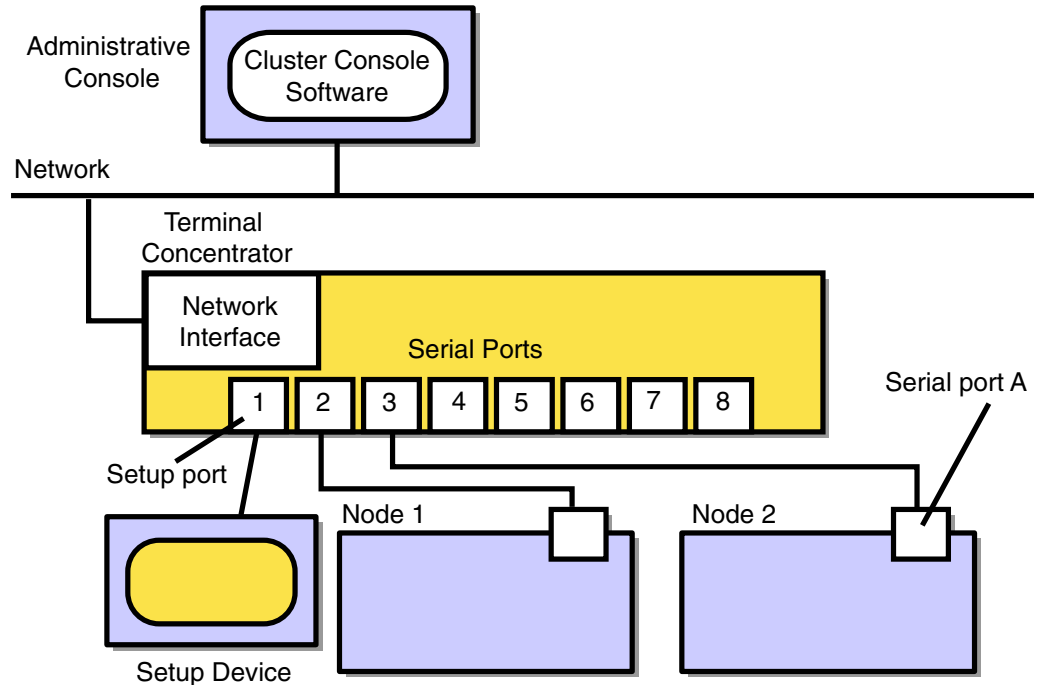 Administrative
Console
Cluster Console
Software
Network
Terminal
Concentrator
Network
Interface
Serial Ports
Serial port A
1 2 3 4 5 6 7 8
Setup port
Node 1
Node 2
Setup Device